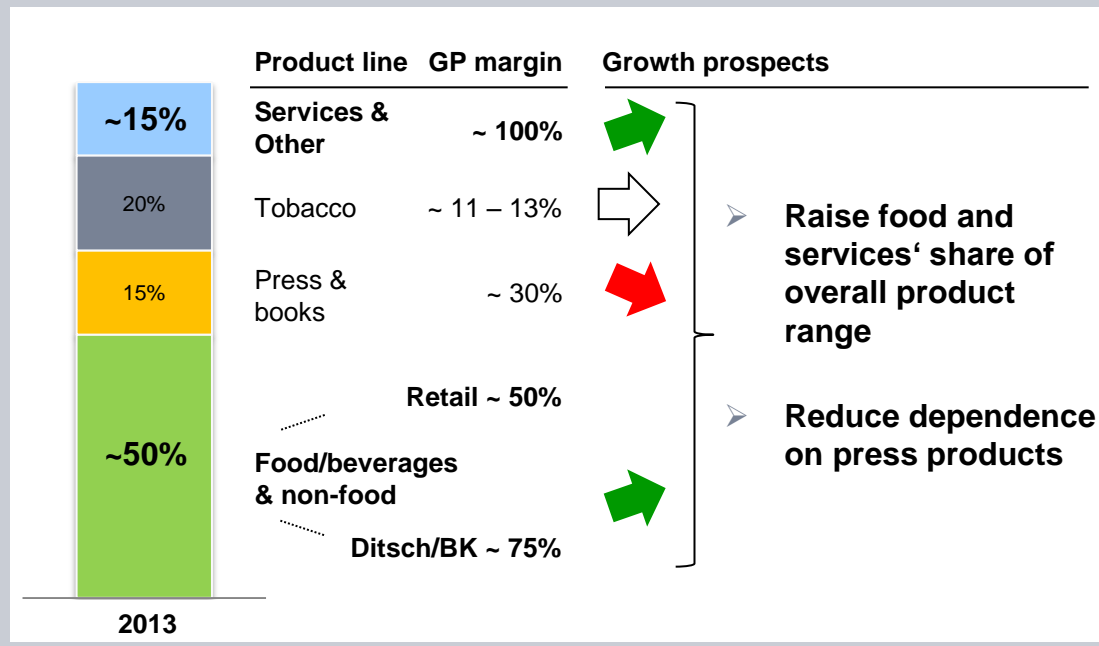 Product line GP margin Growth prospects
~15%
Services &
Other
~ 100%
20%
Tobacco
~ 11 – 13%
15%
Press &
books
~ 30%
~50%
Retail ~ 50%
Food/beverages
& non-food
Ditsch/BK ~ 75%
➢ Raise food and
services‘ share of
overall product
range
➢ Reduce dependence
on press products
2013